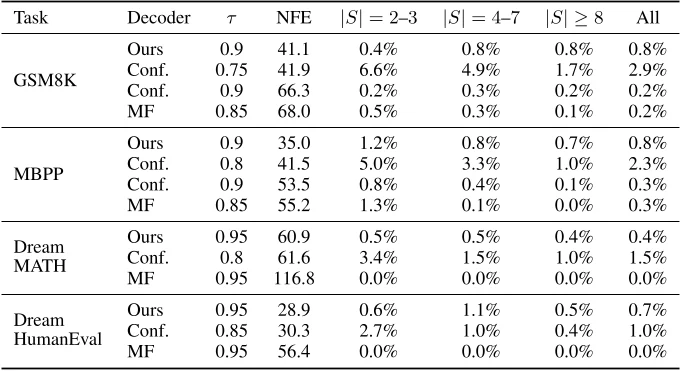 Task Decoder τ NFE |S| = 2–3 |S| = 4–7 |S| ≥ 8 All
GSM8K
Ours 0.9 41.1 0.4% 0.8% 0.8% 0.8%
Conf. 0.75 41.9 6.6% 4.9% 1.7% 2.9%
Conf. 0.9 66.3 0.2% 0.3% 0.2% 0.2%
MF 0.85 68.0 0.5% 0.3% 0.1% 0.2%
MBPP
Ours 0.9 35.0 1.2% 0.8% 0.7% 0.8%
Conf. 0.8 41.5 5.0% 3.3% 1.0% 2.3%
Conf. 0.9 53.5 0.8% 0.4% 0.1% 0.3%
MF 0.85 55.2 1.3% 0.1% 0.0% 0.3%
Dream
MATH
Ours 0.95 60.9 0.5% 0.5% 0.4% 0.4%
Conf. 0.8 61.6 3.4% 1.5% 1.0% 1.5%
MF 0.95 116.8 0.0% 0.0% 0.0% 0.0%
Dream
HumanEval
Ours 0.95 28.9 0.6% 1.1% 0.5% 0.7%
Conf. 0.85 30.3 2.7% 1.0% 0.4% 1.0%
MF 0.95 56.4 0.0% 0.0% 0.0% 0.0%